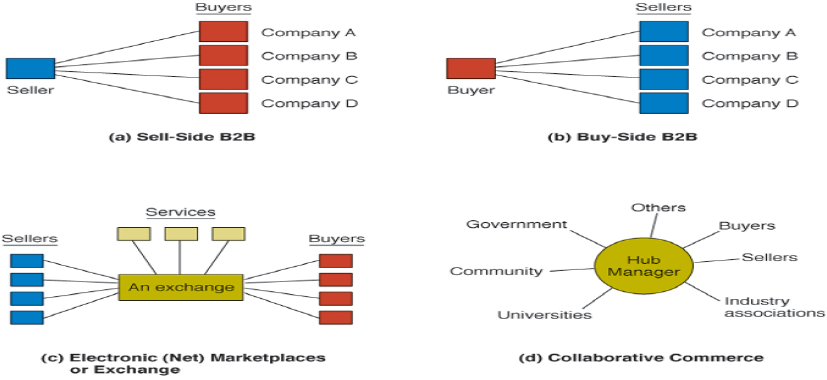 Buyers
Company A
Company B
Company C
Company D
Seller
(a) Sell-Side B2B
Sellers
Company A
Company B
Company C
Company D
Buyer
(b) Buy-Side B2B
Services
Sellers
Buyers
An exchange
(c) Electronic (Net) Marketplaces
or Exchange
Others
Government
Buyers
Hub
Manager
Sellers
Community
Industry
associations
Universities
(d) Collaborative Commerce